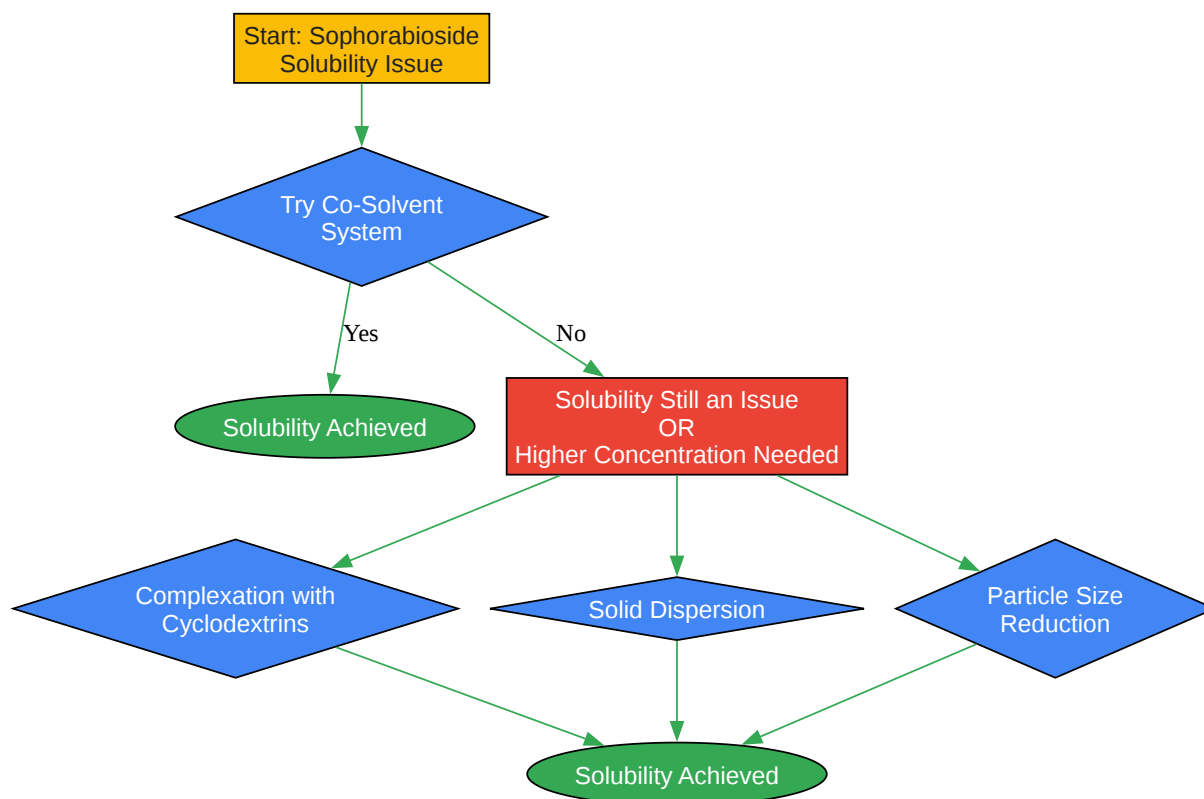 Start: Sophorabioside
Solubility Issue
Try Co-Solvent
System
Yes
No
Solubility Achieved
Solubility Still an Issue
OR
Higher Concentration Needed
Complexation with
Cyclodextrins
Solid Dispersion
Particle Size
Reduction
Solubility Achieved